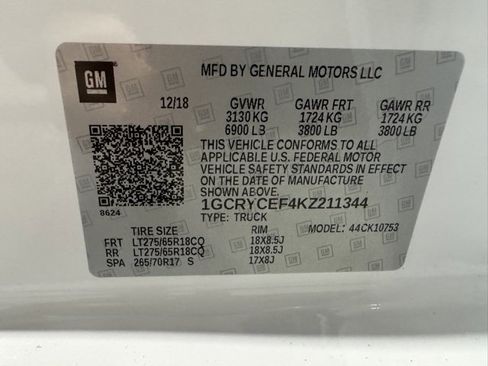 GM
MFD BY GENERAL MOTORS LLC
12/18 GVWR GAWR FRT GAWR RR
3130 KG 1724 KG 1724 KG
6900 LB 3800 LB 3800 LB
THIS VEHICLE CONFORMS TO ALL
APPLICABLE U.S. FEDERAL MOTOR
VEHICLE SAFETY STANDARDS IN EFFECT
ON THE DATE OF MANUFACTURE
SHOWN ABOVE.
8624 1GCRYCEF4KZ211344
TYPE: TRUCK
TIRE SIZE RIM MODEL: 44CK10753
FRT LT275/65R18CQ 18X8.5J
RR LT275/65R18CQ 18X8.5J
SPA 265/70R17 S 17X8J